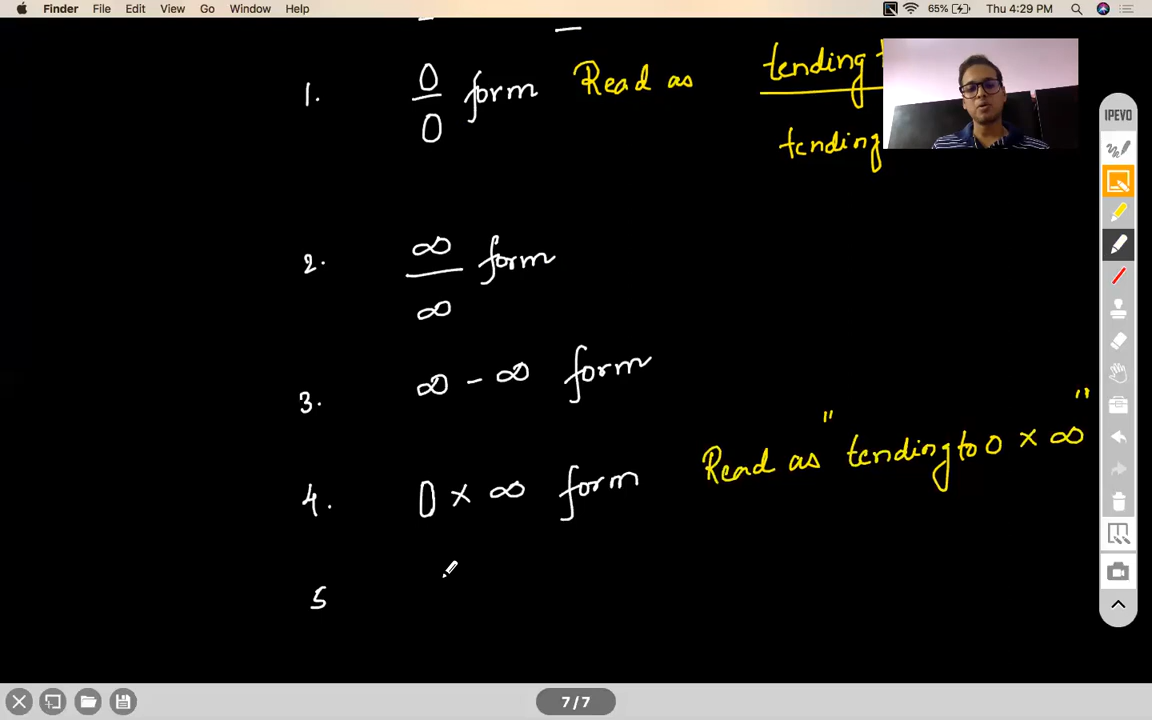 Finder File Edit View Go Window Help 65% Thu 4:29 PM
1. 0/0 form Read as tending
tending
IPEVO
2. ∞/∞ form
3. ∞ - ∞ form
4. 0 × ∞ form Read as "tending to 0 × ∞"
5
7 / 7